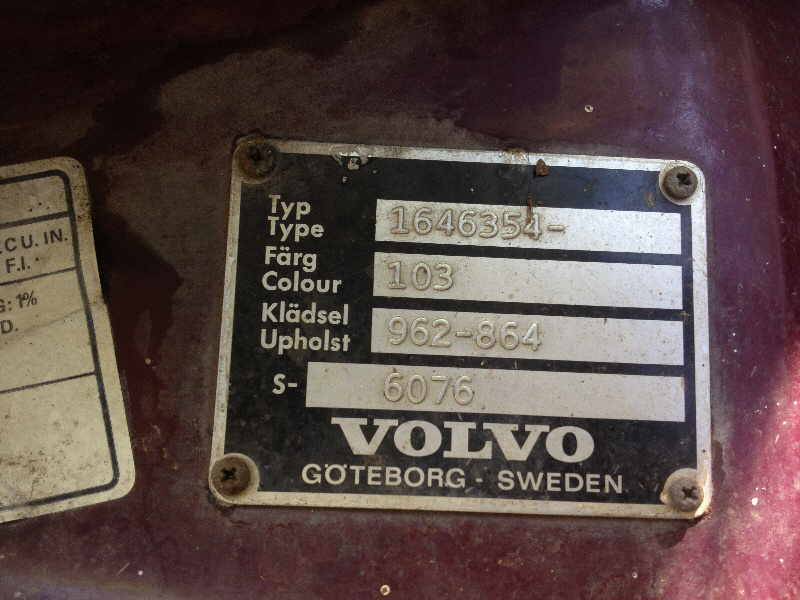 .CU. IN.
F.I.
G: 1%
D.
Typ
Type 1646354-
Färg
Colour 103
Klädsel
Upholst 962-864
S- 6076
VOLVO
GÖTEBORG - SWEDEN